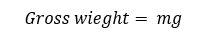 Gross wieght = mg